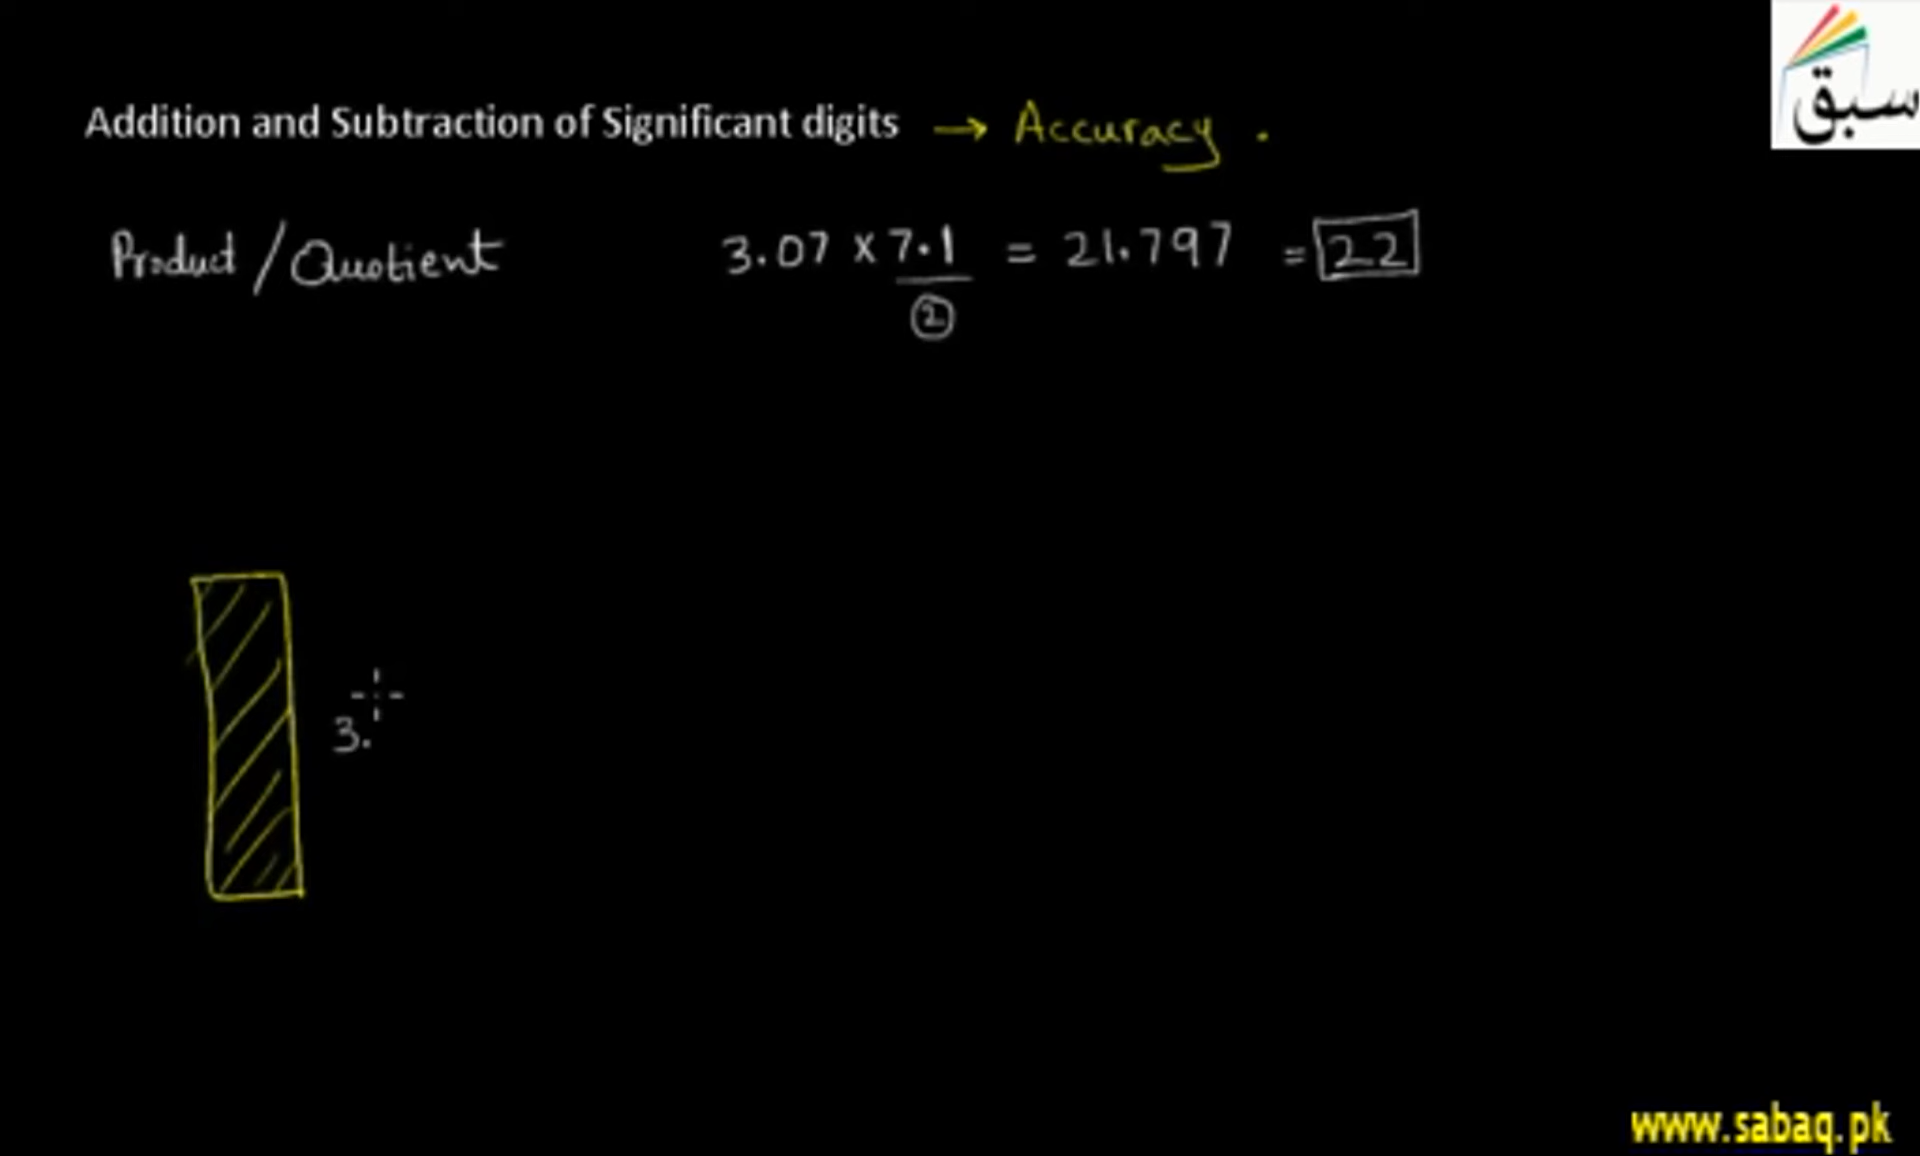 سبق
Addition and Subtraction of Significant digits → Accuracy .
Product / Quotient 3.07 x 7.1 = 21.797 = 22
2
3.
www.sabaq.pk